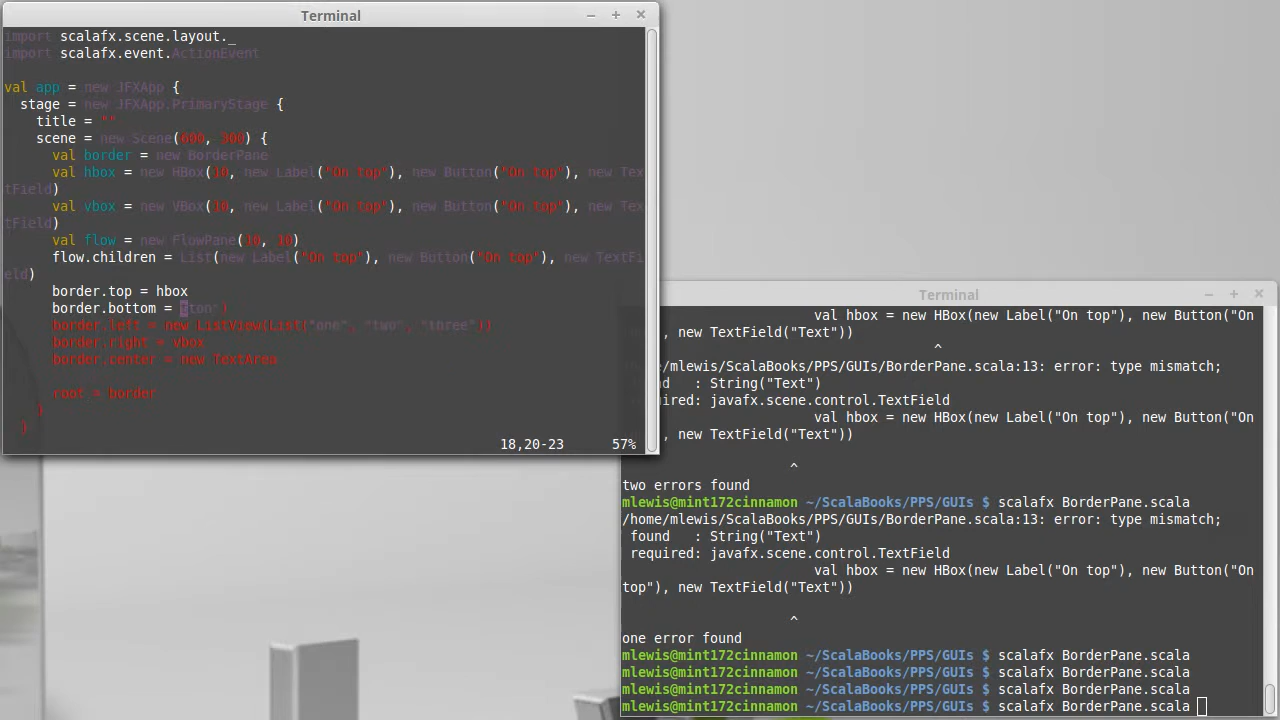 Terminal
import scalafx.scene.layout._
import scalafx.event.ActionEvent
val app = new JFXApp {
stage = new JFXApp.PrimaryStage {
title = ""
scene = new Scene(600, 300) {
val border = new BorderPane
val hbox = new HBox(10, new Label("On top"), new Button("On top"), new Tex
tField)
val vbox = new VBox(10, new Label("On top"), new Button("On top"), new Tex
tField)
val flow = new FlowPane(10, 10)
flow.children = List(new Label("On top"), new Button("On top"), new TextFi
eld)
border.top = hbox
border.bottom = tton")
border.left = new ListView(List("one", "two", "three"))
border.right = vbox
border.center = new TextArea
root = border
}
}
18,20-23 57%
Terminal
val hbox = new HBox(new Label("On top"), new Button("On
, new TextField("Text"))
^
e/mlewis/ScalaBooks/PPS/GUIs/BorderPane.scala:13: error: type mismatch;
nd : String("Text")
ired: javafx.scene.control.TextField
val hbox = new HBox(new Label("On top"), new Button("On
, new TextField("Text"))
^
two errors found
mlewis@mint172cinnamon ~/ScalaBooks/PPS/GUIs $ scalafx BorderPane.scala
/home/mlewis/ScalaBooks/PPS/GUIs/BorderPane.scala:13: error: type mismatch;
found : String("Text")
required: javafx.scene.control.TextField
val hbox = new HBox(new Label("On top"), new Button("On
top"), new TextField("Text"))
^
one error found
mlewis@mint172cinnamon ~/ScalaBooks/PPS/GUIs $ scalafx BorderPane.scala
mlewis@mint172cinnamon ~/ScalaBooks/PPS/GUIs $ scalafx BorderPane.scala
mlewis@mint172cinnamon ~/ScalaBooks/PPS/GUIs $ scalafx BorderPane.scala
mlewis@mint172cinnamon ~/ScalaBooks/PPS/GUIs $ scalafx BorderPane.scala